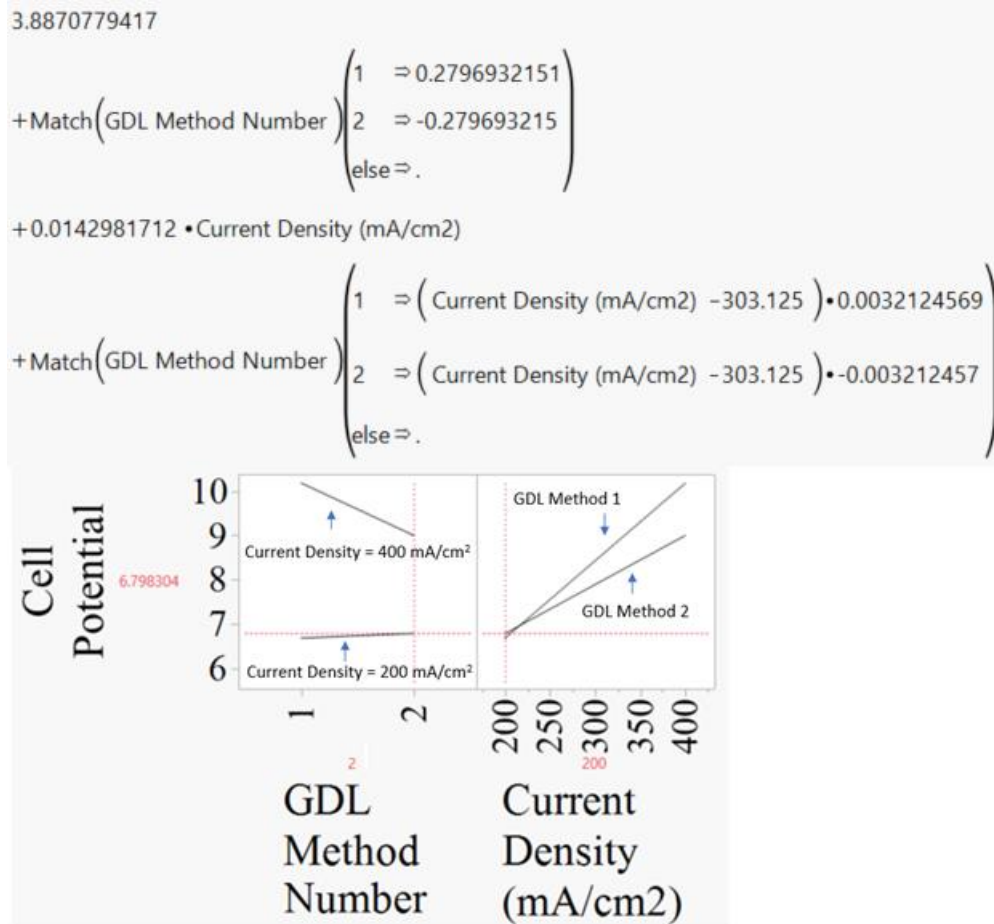 3.8870779417
1 ⇒ 0.2796932151
+Match(GDL Method Number) 2 ⇒ -0.279693215
else ⇒ .
+0.0142981712 • Current Density (mA/cm2)
1 ⇒ ( Current Density (mA/cm2) -303.125 ) • 0.0032124569
+Match(GDL Method Number) 2 ⇒ ( Current Density (mA/cm2) -303.125 ) • -0.003212457
else ⇒ .
Cell
Potential
6.798304
10
9
8
7
6
Current Density = 400 mA/cm²
Current Density = 200 mA/cm²
GDL Method 1
GDL Method 2
1
2
200
250
300
350
400
2
200
GDL
Method
Number
Current
Density
(mA/cm2)